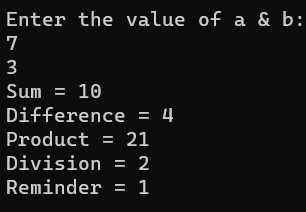 Enter the value of a & b:
7
3
Sum = 10
Difference = 4
Product = 21
Division = 2
Reminder = 1